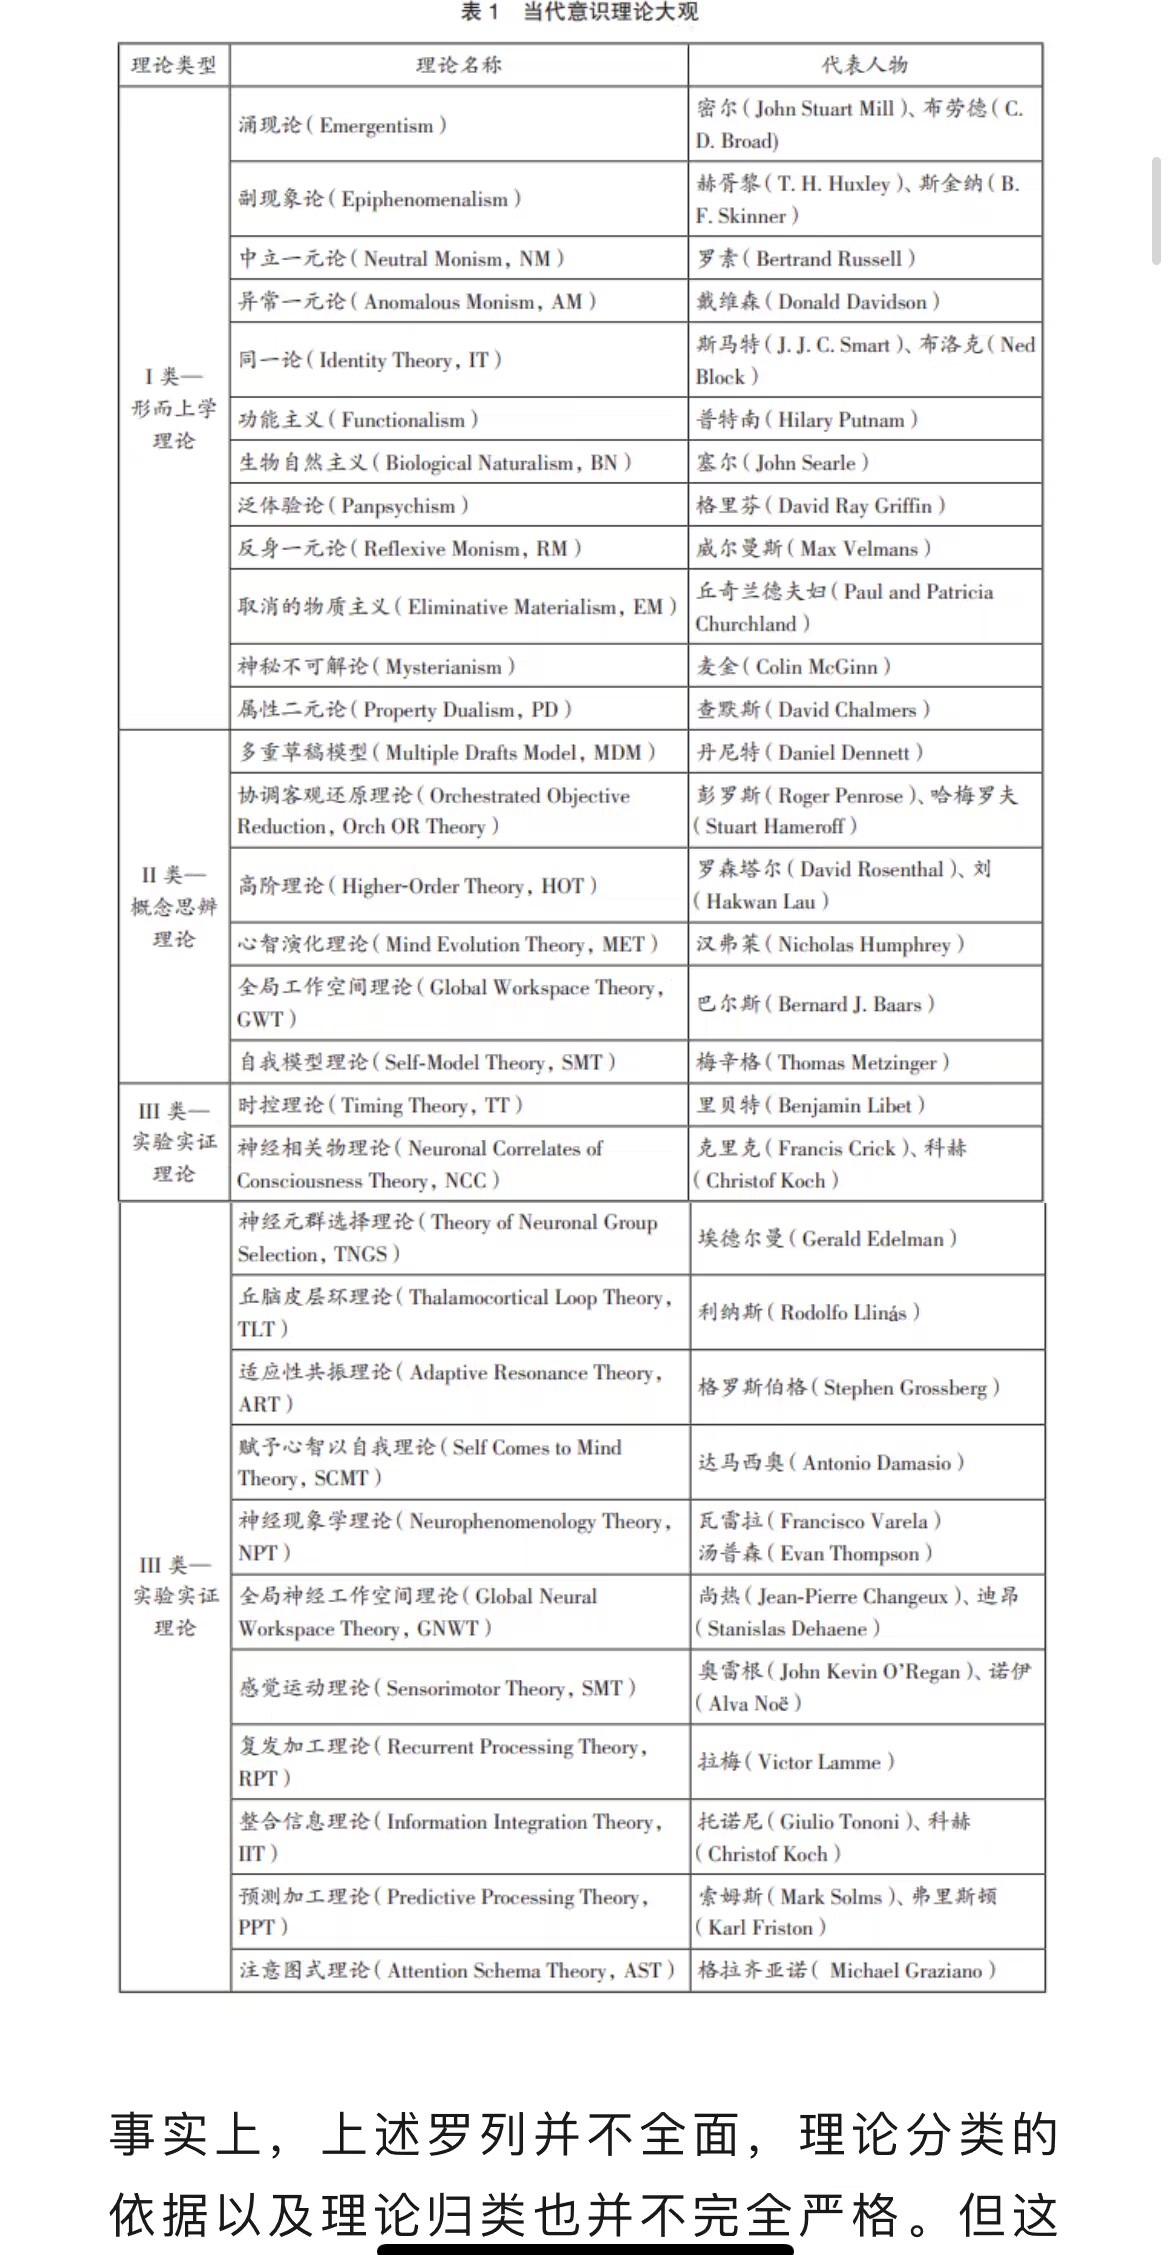 表 1 当代意识理论大观
理论类型 理论名称 代表人物
I 类—
形而上学
理论
涌现论(Emergentism)
密尔(John Stuart Mill)、布劳德(C.
D. Broad)
副现象论(Epiphenomenalism)
赫胥黎(T. H. Huxley)、斯金纳(B.
F. Skinner)
中立一元论(Neutral Monism, NM) 罗素(Bertrand Russell)
异常一元论(Anomalous Monism, AM) 戴维森(Donald Davidson)
同一论(Identity Theory, IT)
斯马特(J. J. C. Smart)、布洛克(Ned
Block)
功能主义(Functionalism) 普特南(Hilary Putnam)
生物自然主义(Biological Naturalism, BN) 塞尔(John Searle)
泛体验论(Panpsychism) 格里芬(David Ray Griffin)
反身一元论(Reflexive Monism, RM) 威尔曼斯(Max Velmans)
取消的物质主义(Eliminative Materialism, EM)
丘奇兰德夫妇(Paul and Patricia
Churchland)
神秘不可解论(Mysterianism) 麦金(Colin McGinn)
属性二元论(Property Dualism, PD) 查默斯(David Chalmers)
II 类—
概念思辨
理论
多重草稿模型(Multiple Drafts Model, MDM) 丹尼特(Daniel Dennett)
协调客观还原理论(Orchestrated Objective
Reduction, Orch OR Theory)
彭罗斯(Roger Penrose)、哈梅罗夫
(Stuart Hameroff)
高阶理论(Higher-Order Theory, HOT)
罗森塔尔(David Rosenthal)、刘
(Hakwan Lau)
心智演化理论(Mind Evolution Theory, MET) 汉弗莱(Nicholas Humphrey)
全局工作空间理论(Global Workspace Theory,
GWT)
巴尔斯(Bernard J. Baars)
自我模型理论(Self-Model Theory, SMT) 梅辛格(Thomas Metzinger)
III 类—
实验实证
理论
时控理论(Timing Theory, TT) 里贝特(Benjamin Libet)
神经相关物理论(Neuronal Correlates of
Consciousness Theory, NCC)
克里克(Francis Crick)、科赫
(Christof Koch)
III 类—
实验实证
理论
神经元群选择理论(Theory of Neuronal Group
Selection, TNGS)
埃德尔曼(Gerald Edelman)
丘脑皮层环理论(Thalamocortical Loop Theory,
TLT)
利纳斯(Rodolfo Llinás)
适应性共振理论(Adaptive Resonance Theory,
ART)
格罗斯伯格(Stephen Grossberg)
赋予心智以自我理论(Self Comes to Mind
Theory, SCMT)
达马西奥(Antonio Damasio)
神经现象学理论(Neurophenomenology Theory,
NPT)
瓦雷拉(Francisco Varela)
汤普森(Evan Thompson)
全局神经工作空间理论(Global Neural
Workspace Theory, GNWT)
尚热(Jean-Pierre Changeux)、迪昂
(Stanislas Dehaene)
感觉运动理论(Sensorimotor Theory, SMT)
奥雷根(John Kevin O'Regan)、诺伊
(Alva Noë)
复发加工理论(Recurrent Processing Theory,
RPT)
拉梅(Victor Lamme)
整合信息理论(Information Integration Theory,
IIT)
托诺尼(Giulio Tononi)、科赫
(Christof Koch)
预测加工理论(Predictive Processing Theory,
PPT)
索姆斯(Mark Solms)、弗里斯顿
(Karl Friston)
注意图式理论(Attention Schema Theory, AST) 格拉齐亚诺( Michael Graziano)
事实上，上述罗列并不全面，理论分类的
依据以及理论归类也并不完全严格。但这